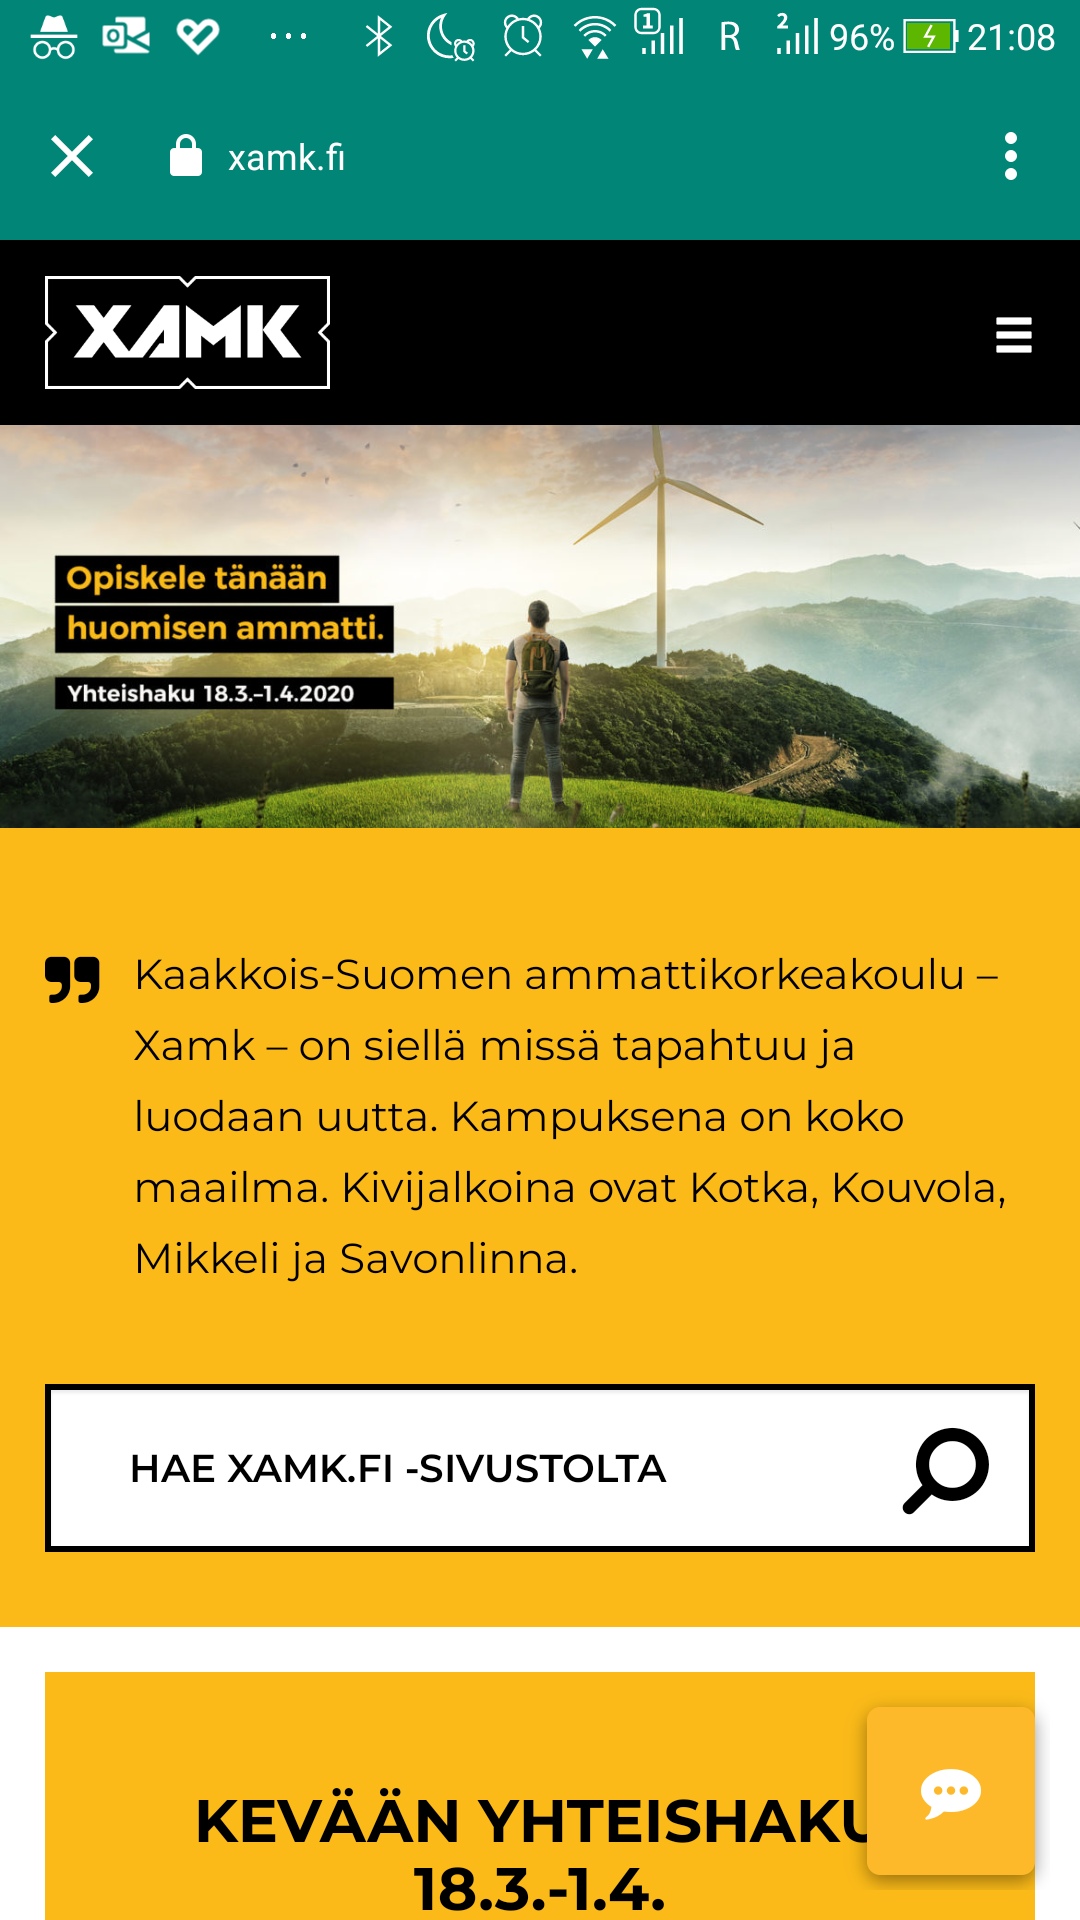 1 R 2 96% 21:08
xamk.fi
XAMK
Opiskele tänään
huomisen ammatti.
Yhteishaku 18.3.–1.4.2020
Kaakkois-Suomen ammattikorkeakoulu –
Xamk – on siellä missä tapahtuu ja
luodaan uutta. Kampuksena on koko
maailma. Kivijalkoina ovat Kotka, Kouvola,
Mikkeli ja Savonlinna.
HAE XAMK.FI -SIVUSTOLTA
KEVÄÄN YHTEISHAKU
18.3.-1.4.